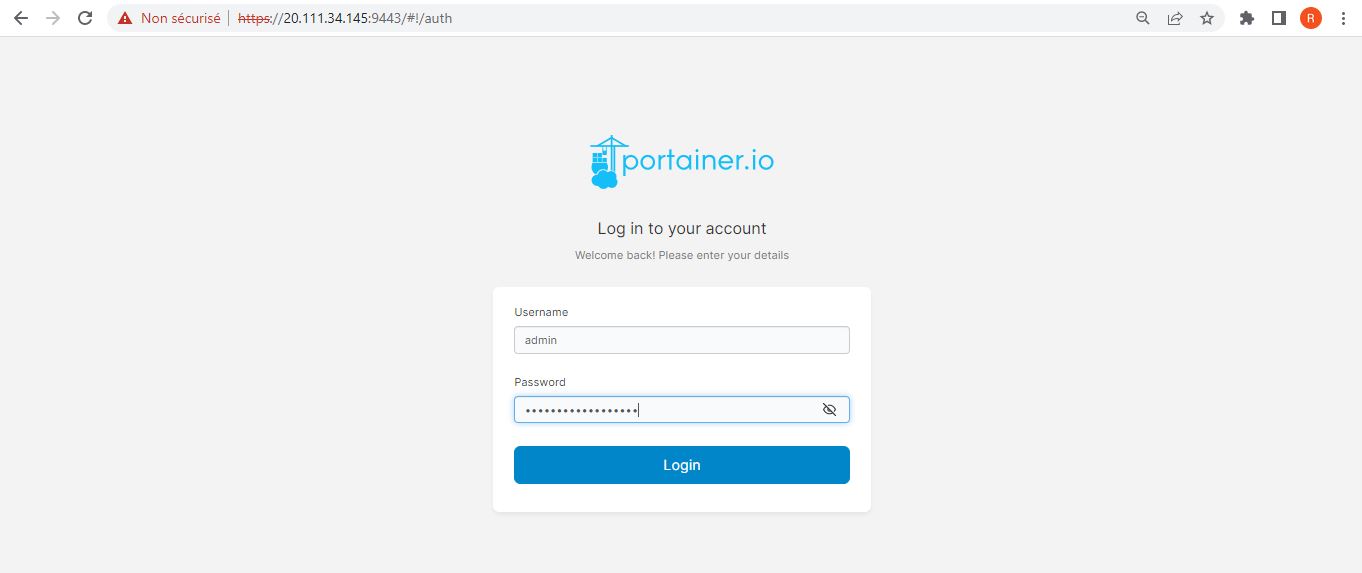 Non sécurisé https://20.111.34.145:9443/#!/auth R
portainer.io
Log in to your account
Welcome back! Please enter your details
Username
admin
Password
••••••••••••••••••
Login